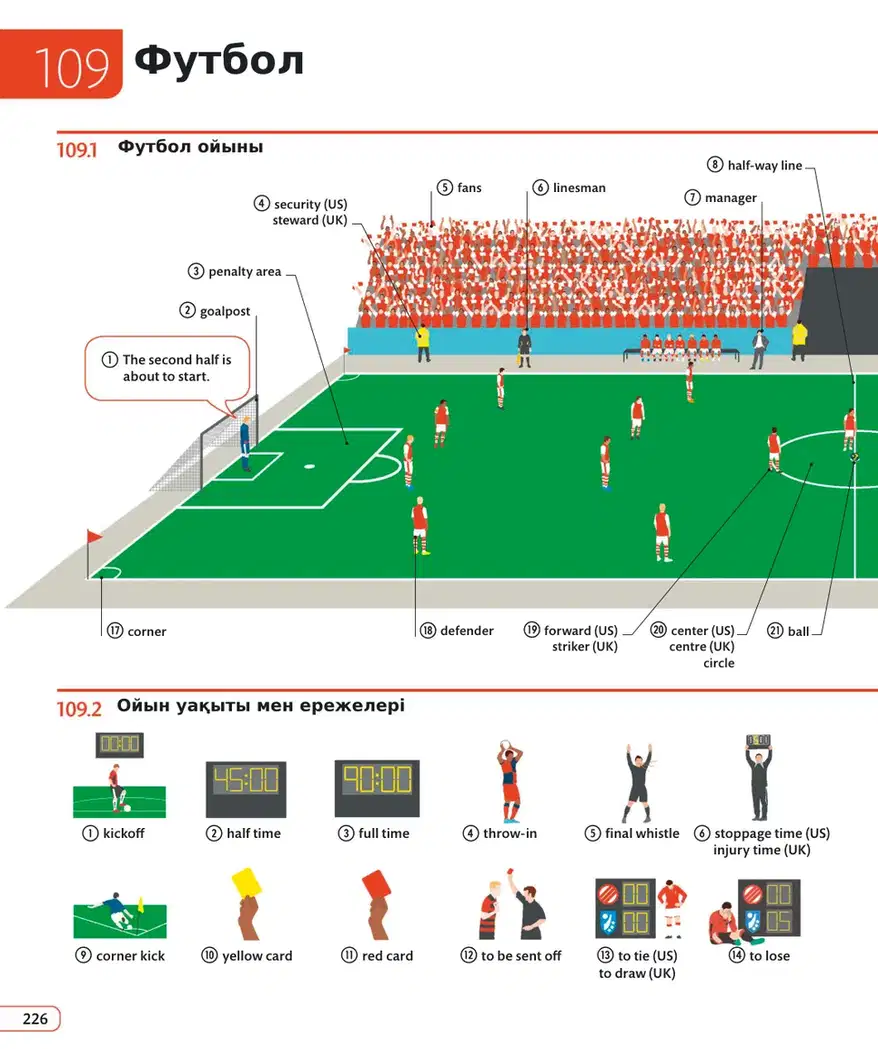 109 Футбол
109.1 Футбол ойыны
⑧ half-way line
⑤ fans
⑥ linesman
⑦ manager
④ security (US)
steward (UK)
③ penalty area
② goalpost
① The second half is
about to start.
⑰ corner
⑱ defender
⑲ forward (US)
striker (UK)
⑳ center (US)
centre (UK)
circle
㉑ ball
109.2 Ойын уақыты мен ережелері
00:00
45:00
90:00
① kickoff
② half time
③ full time
④ throw-in
⑤ final whistle
⑥ stoppage time (US)
injury time (UK)
00
00
00
05
⑨ corner kick
⑩ yellow card
⑪ red card
⑫ to be sent off
⑬ to tie (US)
to draw (UK)
⑭ to lose
226